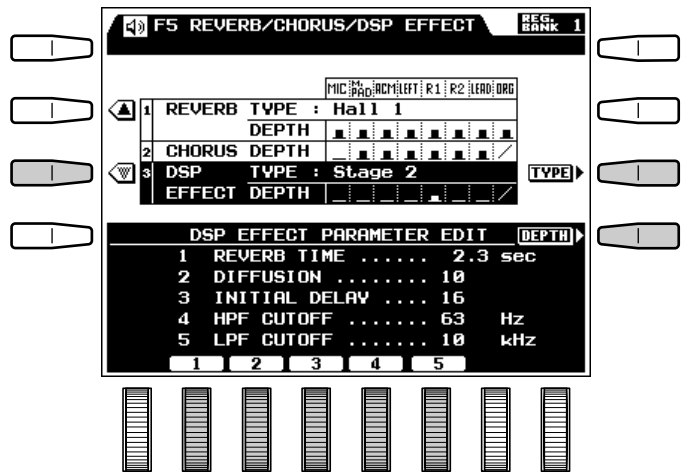 F5 REVERB/CHORUS/DSP EFFECT REG. BANK 1
MIC M. PAD ACM LEFT R1 R2 LEAD ORG
1 REVERB TYPE : Hall 1
DEPTH
2 CHORUS DEPTH
3 DSP TYPE : Stage 2 TYPE
EFFECT DEPTH
DSP EFFECT PARAMETER EDIT DEPTH
1 REVERB TIME ...... 2.3 sec
2 DIFFUSION ........ 10
3 INITIAL DELAY .... 16
4 HPF CUTOFF ....... 63 Hz
5 LPF CUTOFF ....... 10 kHz
1 2 3 4 5